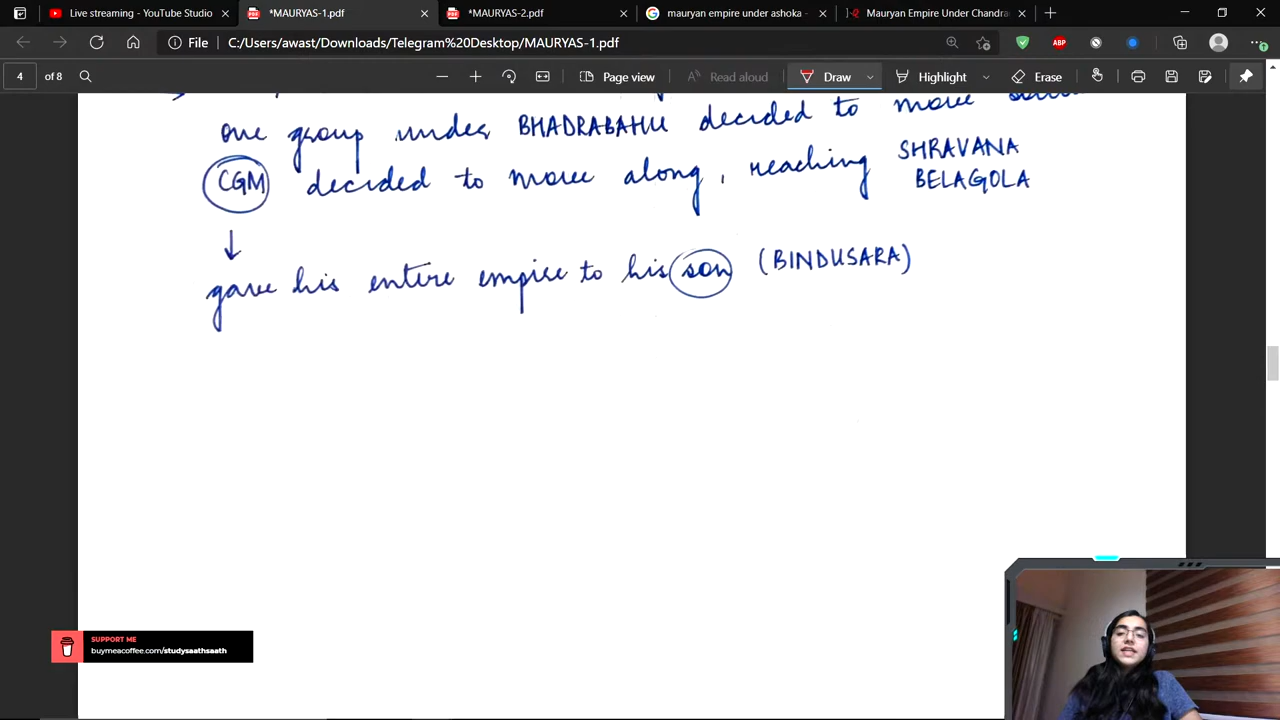 Live streaming - YouTube Studio
*MAURYAS-1.pdf
*MAURYAS-2.pdf
mauryan empire under ashoka -
Mauryan Empire Under Chandra
File
C:/Users/awast/Downloads/Telegram%20Desktop/MAURYAS-1.pdf
4 of 8
Page view
Read aloud
Draw
Highlight
Erase
one group under BHADRABAHU decided to move
CGM decided to move along, reaching SHRAVANA
BELAGOLA
gave his entire empire to his son (BINDUSARA)
SUPPORT ME
buymeacoffee.com/studysaathsaath